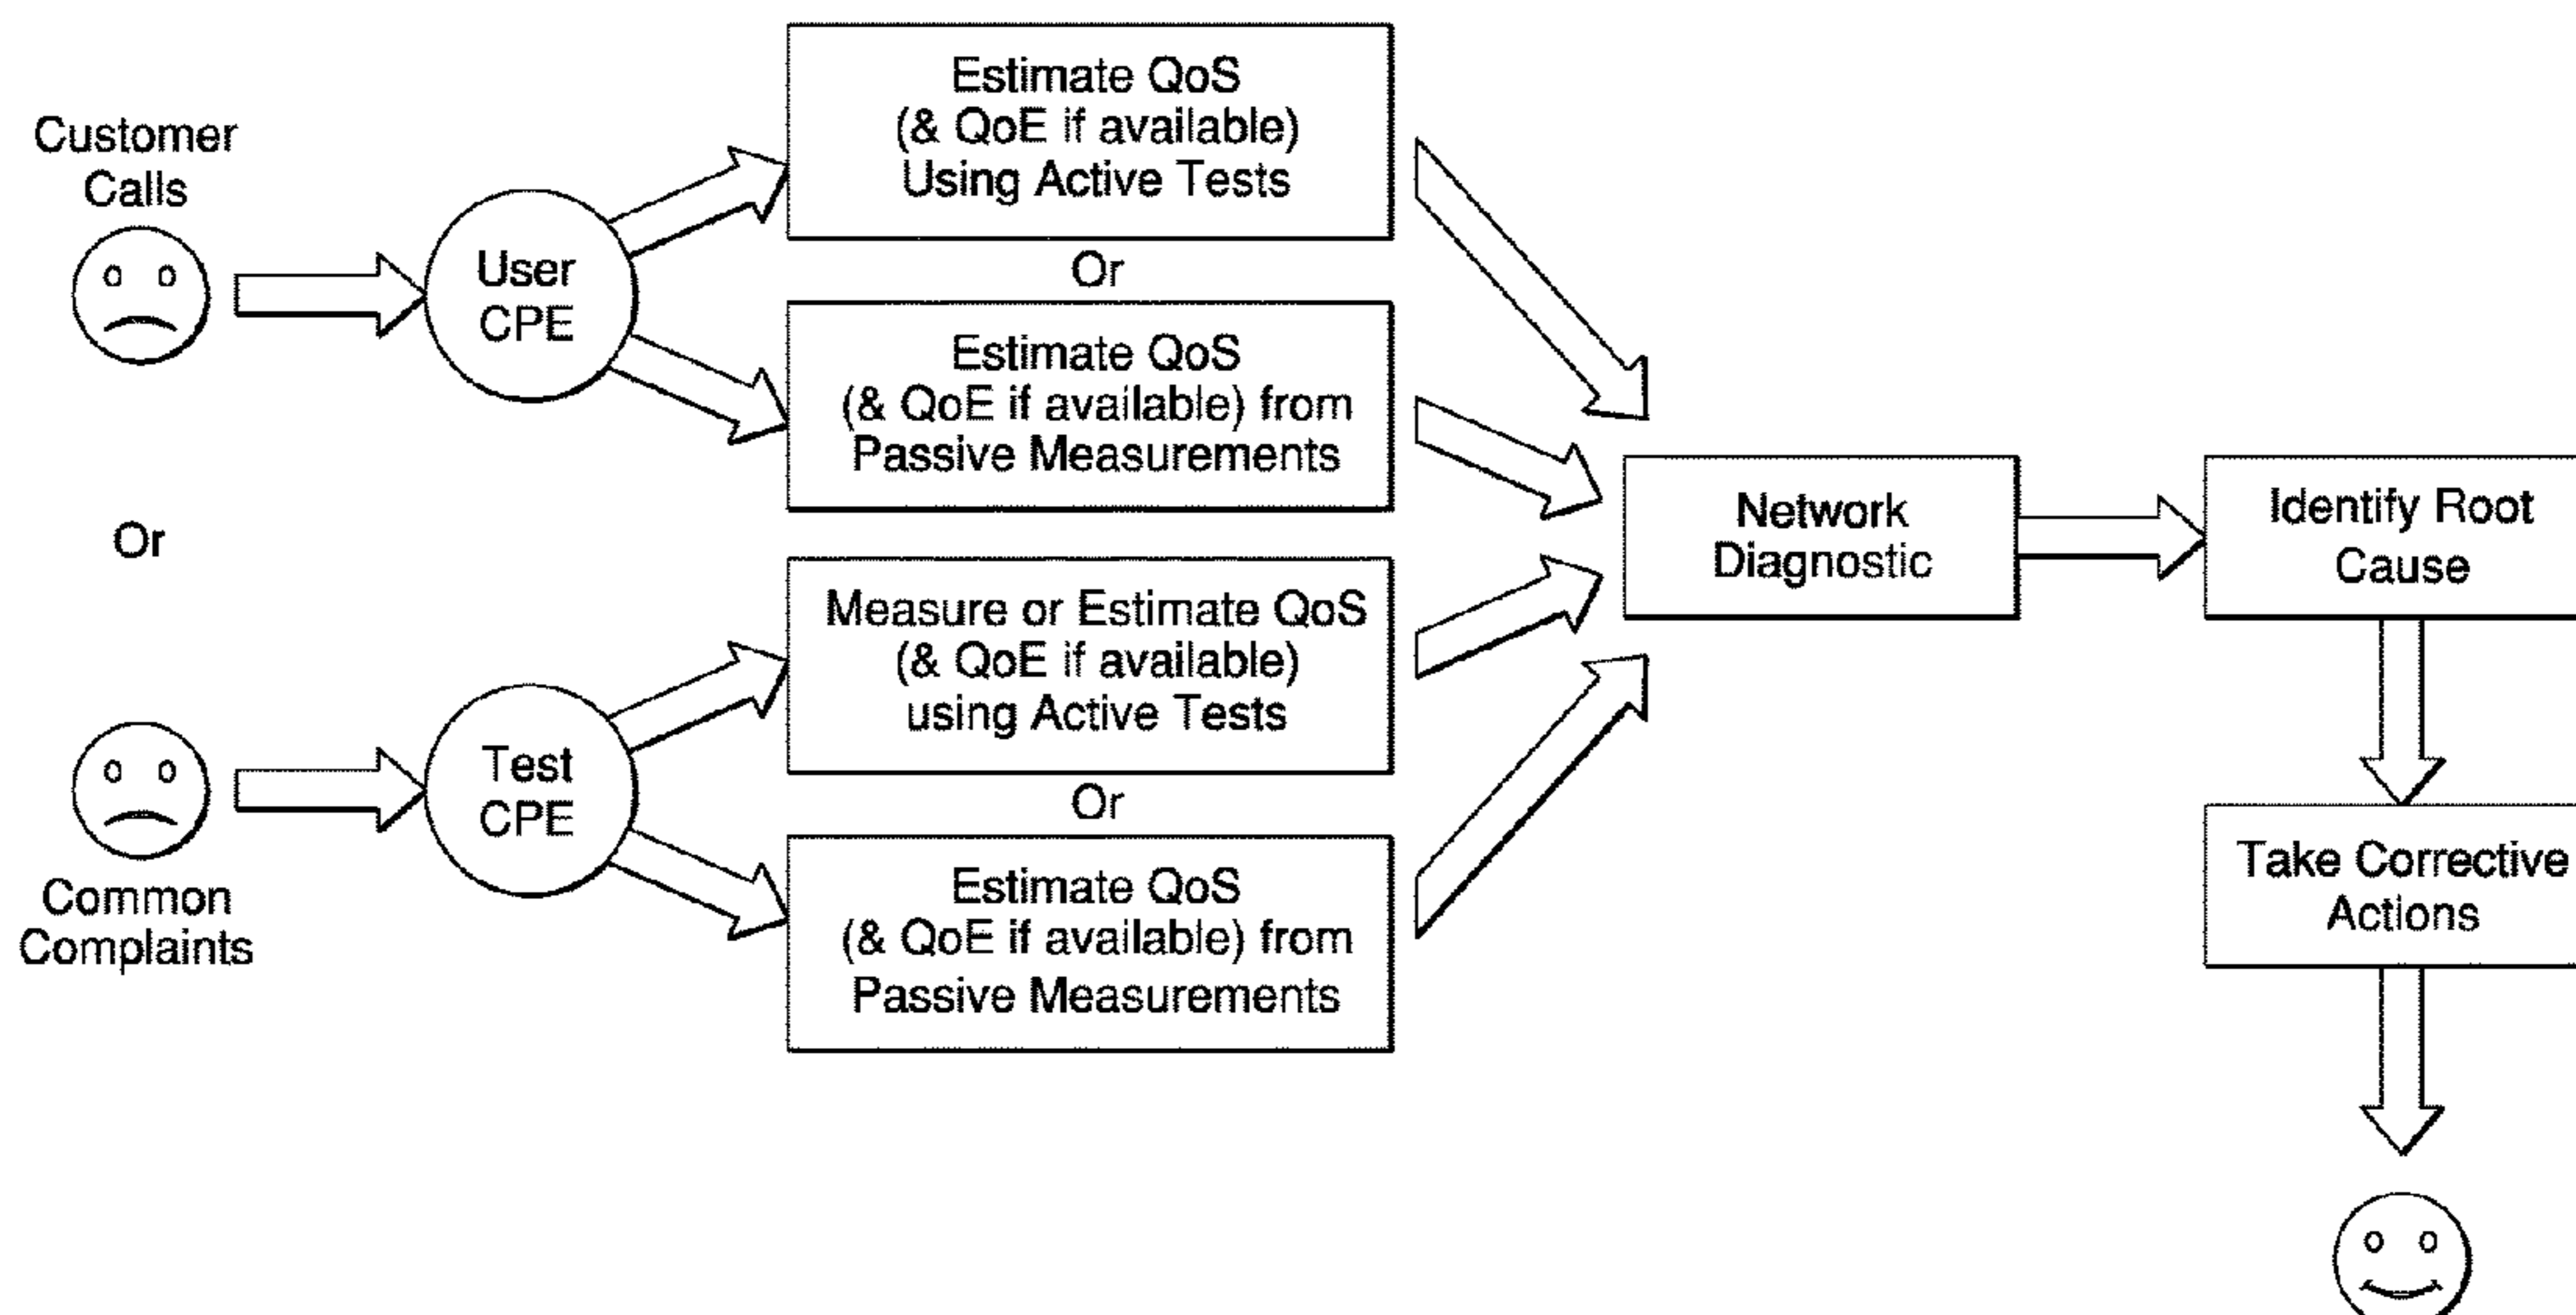 Customer
Calls
User
CPE
Estimate QoS
(& QoE if available)
Using Active Tests
Or
Estimate QoS
(& QoE if available) from
Passive Measurements
Or
Common
Complaints
Test
CPE
Measure or Estimate QoS
(& QoE if available)
using Active Tests
Or
Estimate QoS
(& QoE if available) from
Passive Measurements
Network
Diagnostic
Identify Root
Cause
Take Corrective
Actions